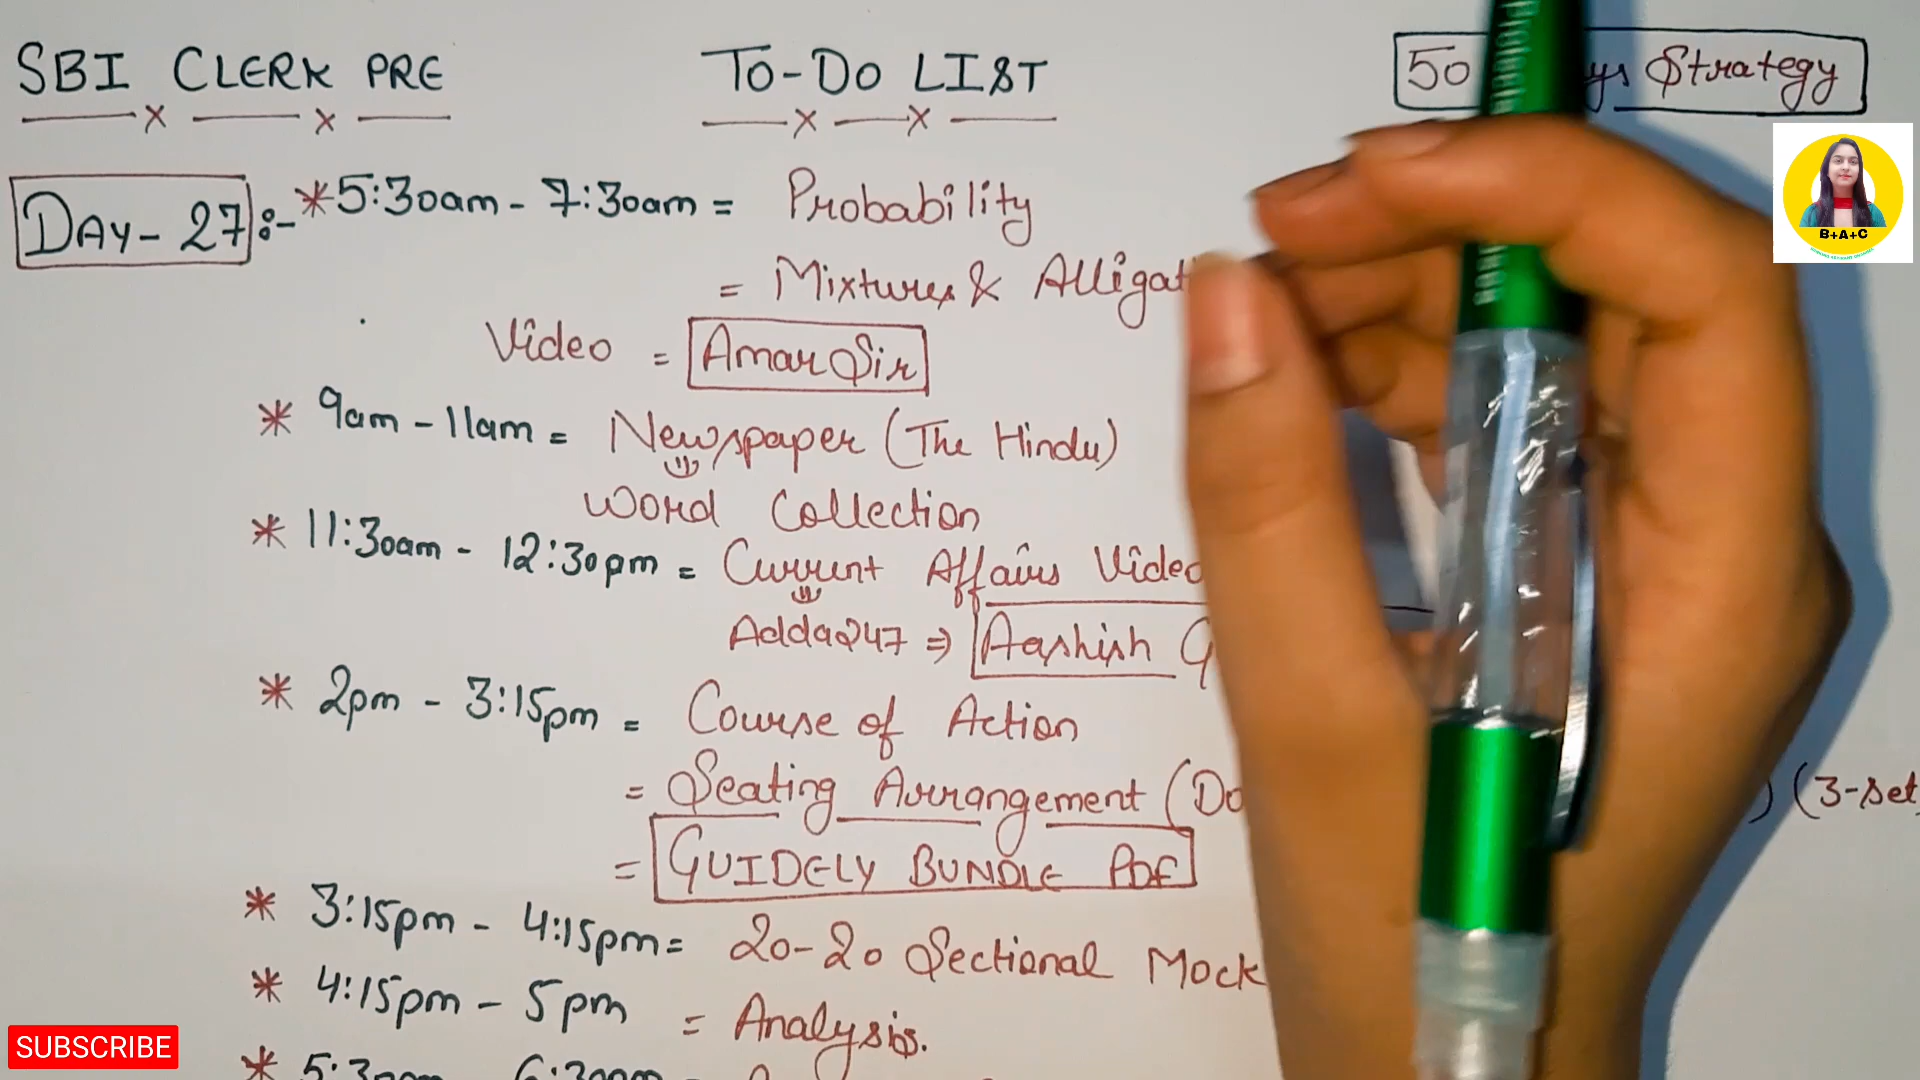 SBI CLERK PRE TO-DO LIST 50 Strategy
B+A+C
DAY-27:- *5:30am - 7:30am = Probability
= Mixture & Alligat
Video = Amar Sir
* 9am - 11am = Newspaper (The Hindu)
Word Collection
* 11:30am - 12:30pm = Current Affairs Video
Adda247 ⇒ Aashish G
* 2pm - 3:15pm = Course of Action
= Seating Arrangement (Do ) (3-set
= GUIDELY BUNDLE PDF
* 3:15pm - 4:15pm = 20-20 Sectional Mock
* 4:15pm - 5pm = Analysis.
SUBSCRIBE